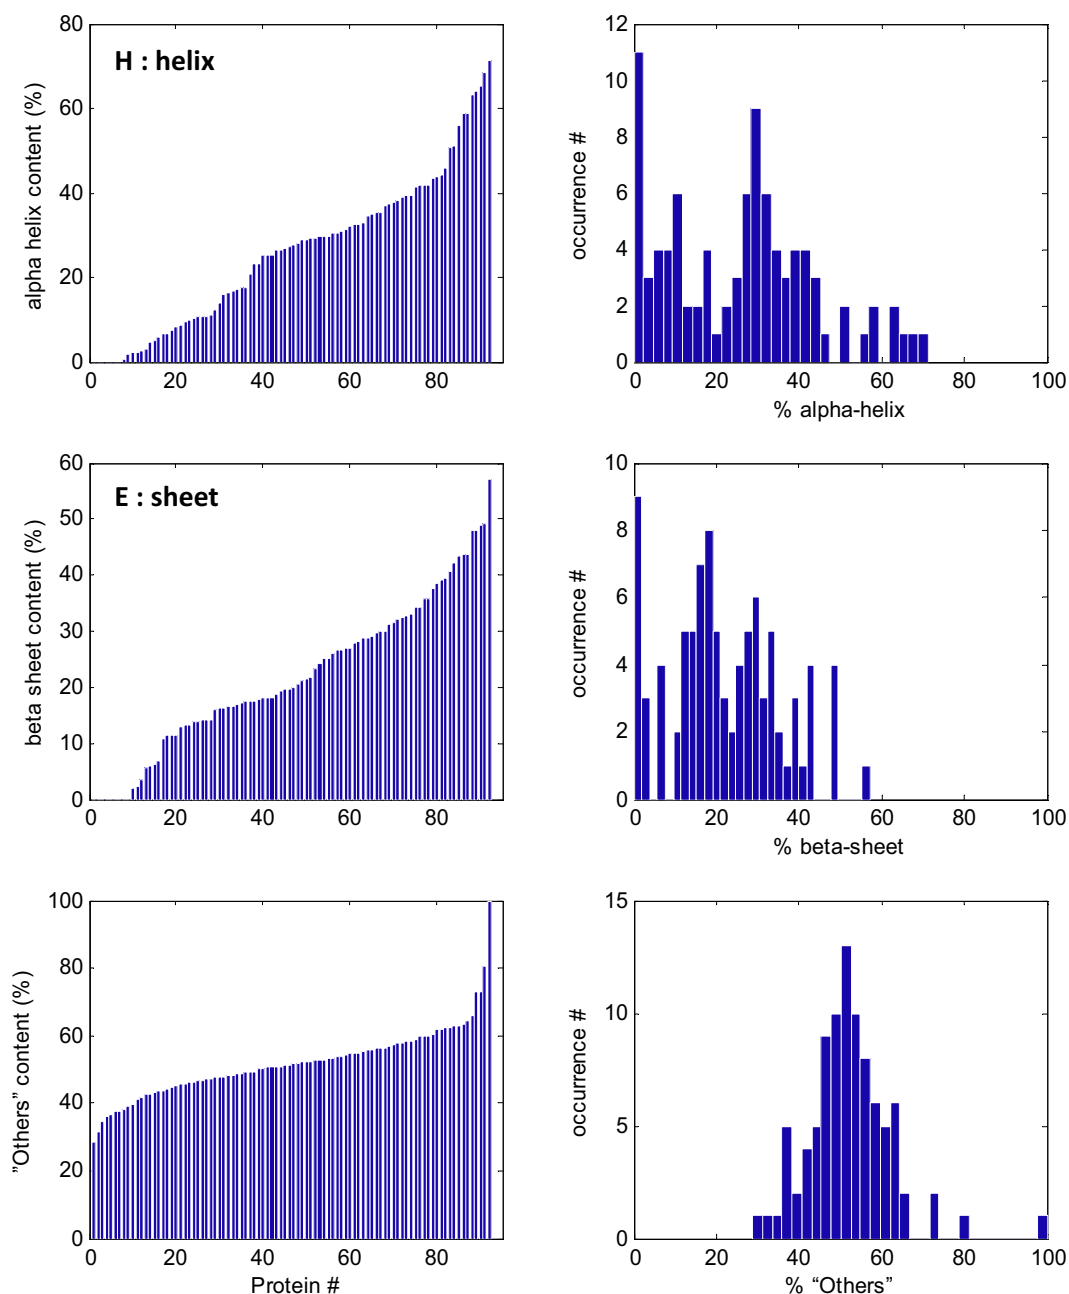 H : helix
alpha helix content (%)
80
60
40
20
0
0 20 40 60 80
occurrence #
12
10
8
6
4
2
0
0 20 40 60 80 100
% alpha-helix
E : sheet
beta sheet content (%)
60
50
40
30
20
10
0
0 20 40 60 80
occurrence #
10
8
6
4
2
0
0 20 40 60 80 100
% beta-sheet
”Others” content (%)
100
80
60
40
20
0
0 20 40 60 80
Protein #
occurrence #
15
10
5
0
0 20 40 60 80 100
% “Others”